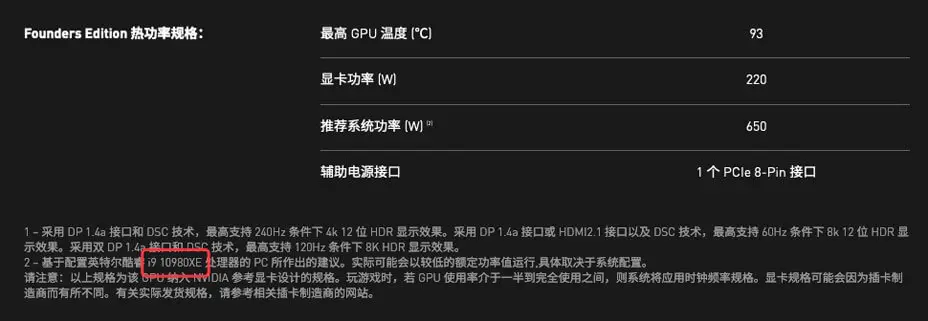 Founders Edition 热功率规格：
最高 GPU 温度 (℃) 93
显卡功率 (W) 220
推荐系统功率 (W) (2) 650
辅助电源接口 1 个 PCIe 8-Pin 接口
1 – 采用 DP 1.4a 接口和 DSC 技术，最高支持 240Hz 条件下 4k 12 位 HDR 显示效果。采用 DP 1.4a 接口或 HDMI2.1 接口以及 DSC 技术，最高支持 60Hz 条件下 8k 12 位 HDR 显
示效果。采用双 DP 1.4a 接口和 DSC 技术，最高支持 120Hz 条件下 8K HDR 显示效果。
2 – 基于配置英特尔酷睿 i9 10980XE 处理器的 PC 所作出的建议。实际可能会以较低的额定功率值运行,具体取决于系统配置。
请注意：以上规格为该 GPU 纳入 NVIDIA 参考显卡设计的规格。玩游戏时，若 GPU 使用率介于一半到完全使用之间，则系统将应用时钟频率规格。显卡规格可能会因为插卡制
造商而有所不同。有关实际发货规格，请参考相关插卡制造商的网站。